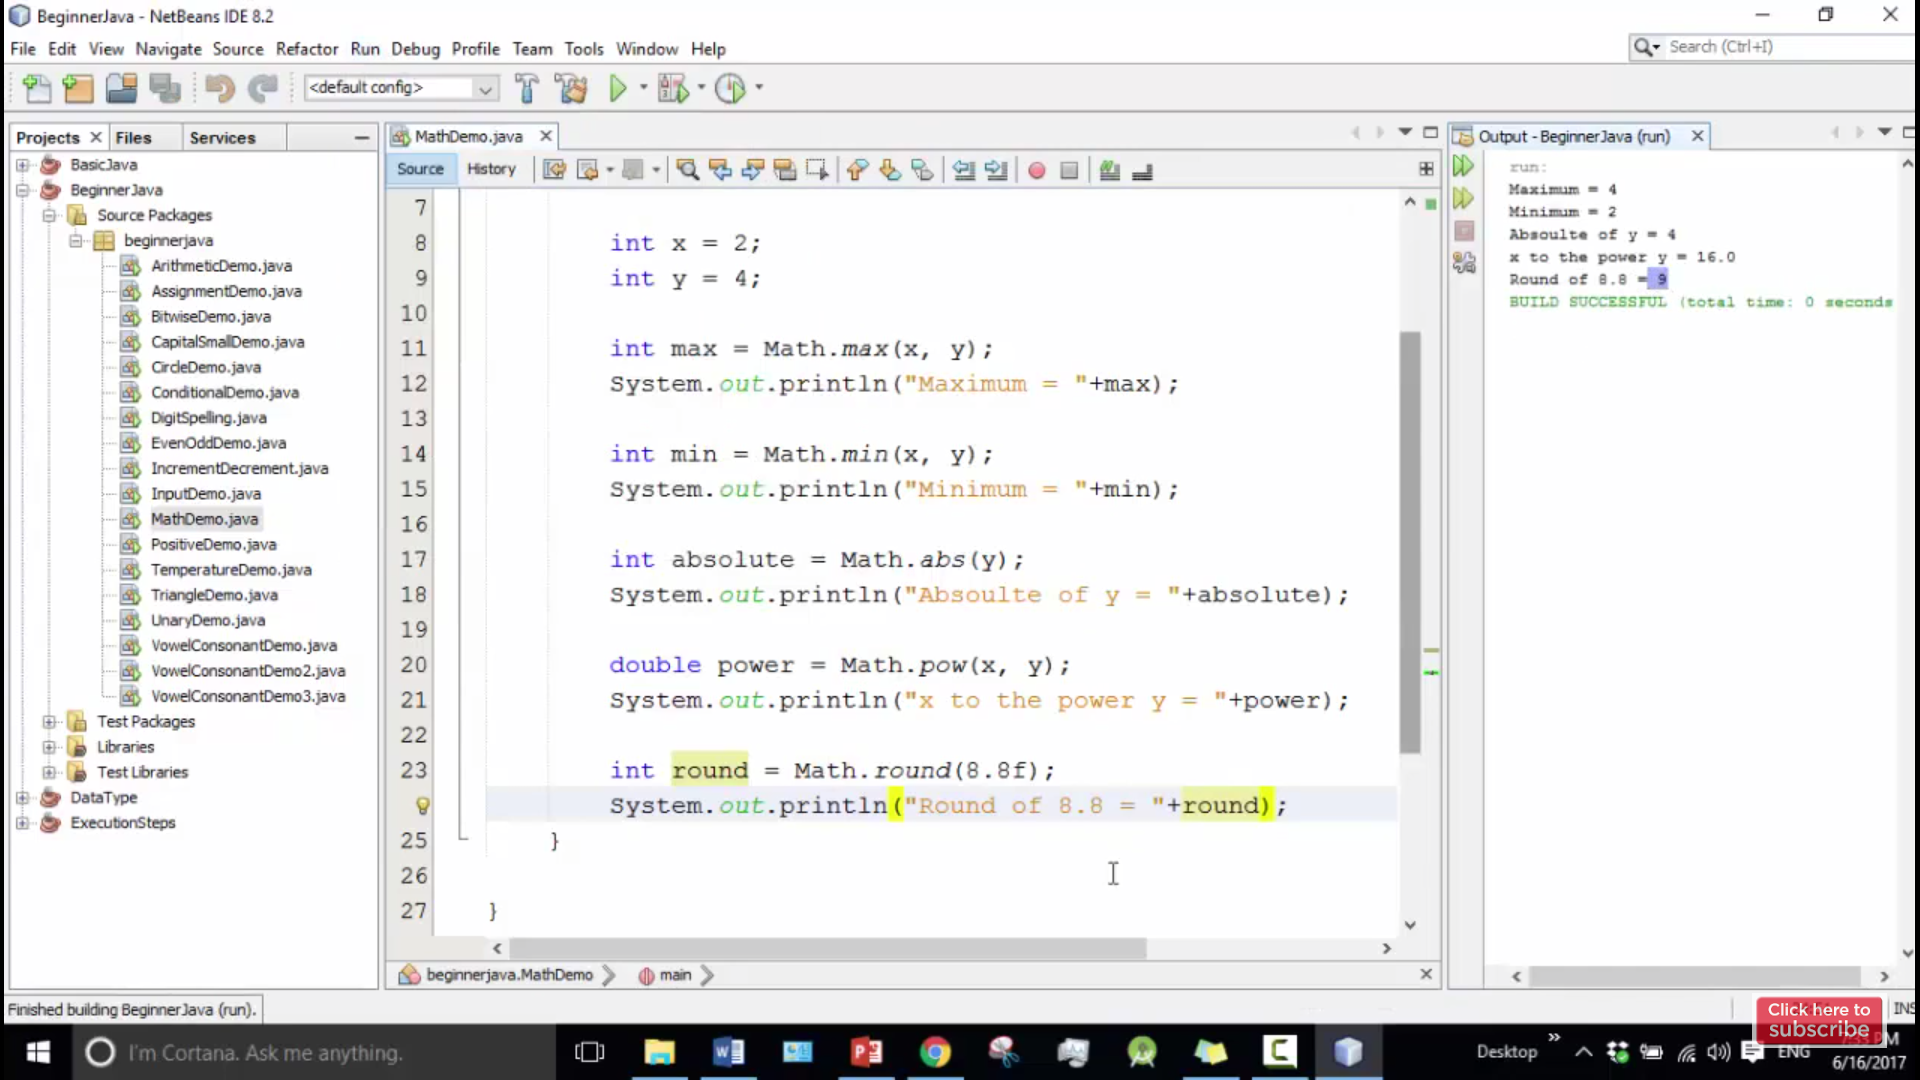 BeginnerJava - NetBeans IDE 8.2
File Edit View Navigate Source Refactor Run Debug Profile Team Tools Window Help
Search (Ctrl+I)
<default config>
Projects Files Services
BasicJava
BeginnerJava
Source Packages
beginnerjava
ArithmeticDemo.java
AssignmentDemo.java
BitwiseDemo.java
CapitalSmallDemo.java
CircleDemo.java
ConditionalDemo.java
DigitSpelling.java
EvenOddDemo.java
IncrementDecrement.java
InputDemo.java
MathDemo.java
PositiveDemo.java
TemperatureDemo.java
TriangleDemo.java
UnaryDemo.java
VowelConsonantDemo.java
VowelConsonantDemo2.java
VowelConsonantDemo3.java
Test Packages
Libraries
Test Libraries
DataType
ExecutionSteps
MathDemo.java
Source History
7
8 int x = 2;
9 int y = 4;
10
11 int max = Math.max(x, y);
12 System.out.println("Maximum = "+max);
13
14 int min = Math.min(x, y);
15 System.out.println("Minimum = "+min);
16
17 int absolute = Math.abs(y);
18 System.out.println("Absoulte of y = "+absolute);
19
20 double power = Math.pow(x, y);
21 System.out.println("x to the power y = "+power);
22
23 int round = Math.round(8.8f);
System.out.println("Round of 8.8 = "+round);
25 }
26
27 }
beginnerjava.MathDemo main
Output - BeginnerJava (run)
run:
Maximum = 4
Minimum = 2
Absoulte of y = 4
x to the power y = 16.0
Round of 8.8 = 9
BUILD SUCCESSFUL (total time: 0 seconds
Finished building BeginnerJava (run).
INS
Click here to
subscribe
I'm Cortana. Ask me anything.
Desktop
ENG
6/16/2017